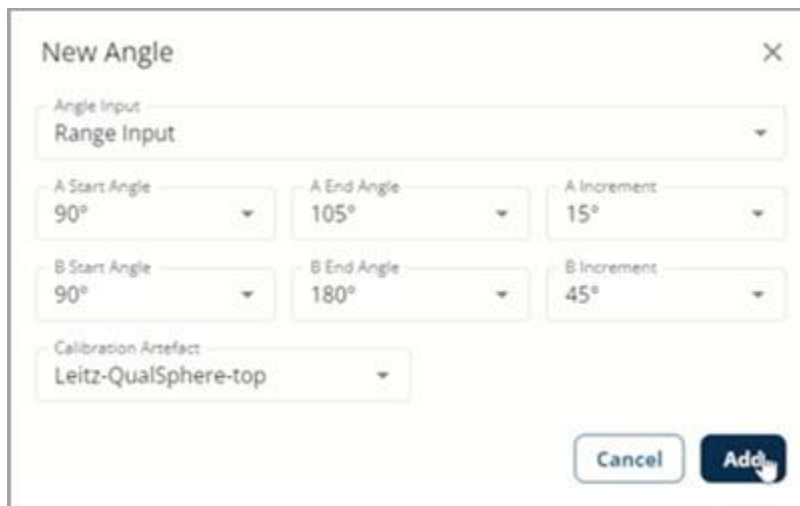 New Angle
Angle Input
Range Input
A Start Angle A End Angle A Increment
90° 105° 15°
B Start Angle B End Angle B Increment
90° 180° 45°
Calibration Artefact
Leitz-QualSphere-top
Cancel Add